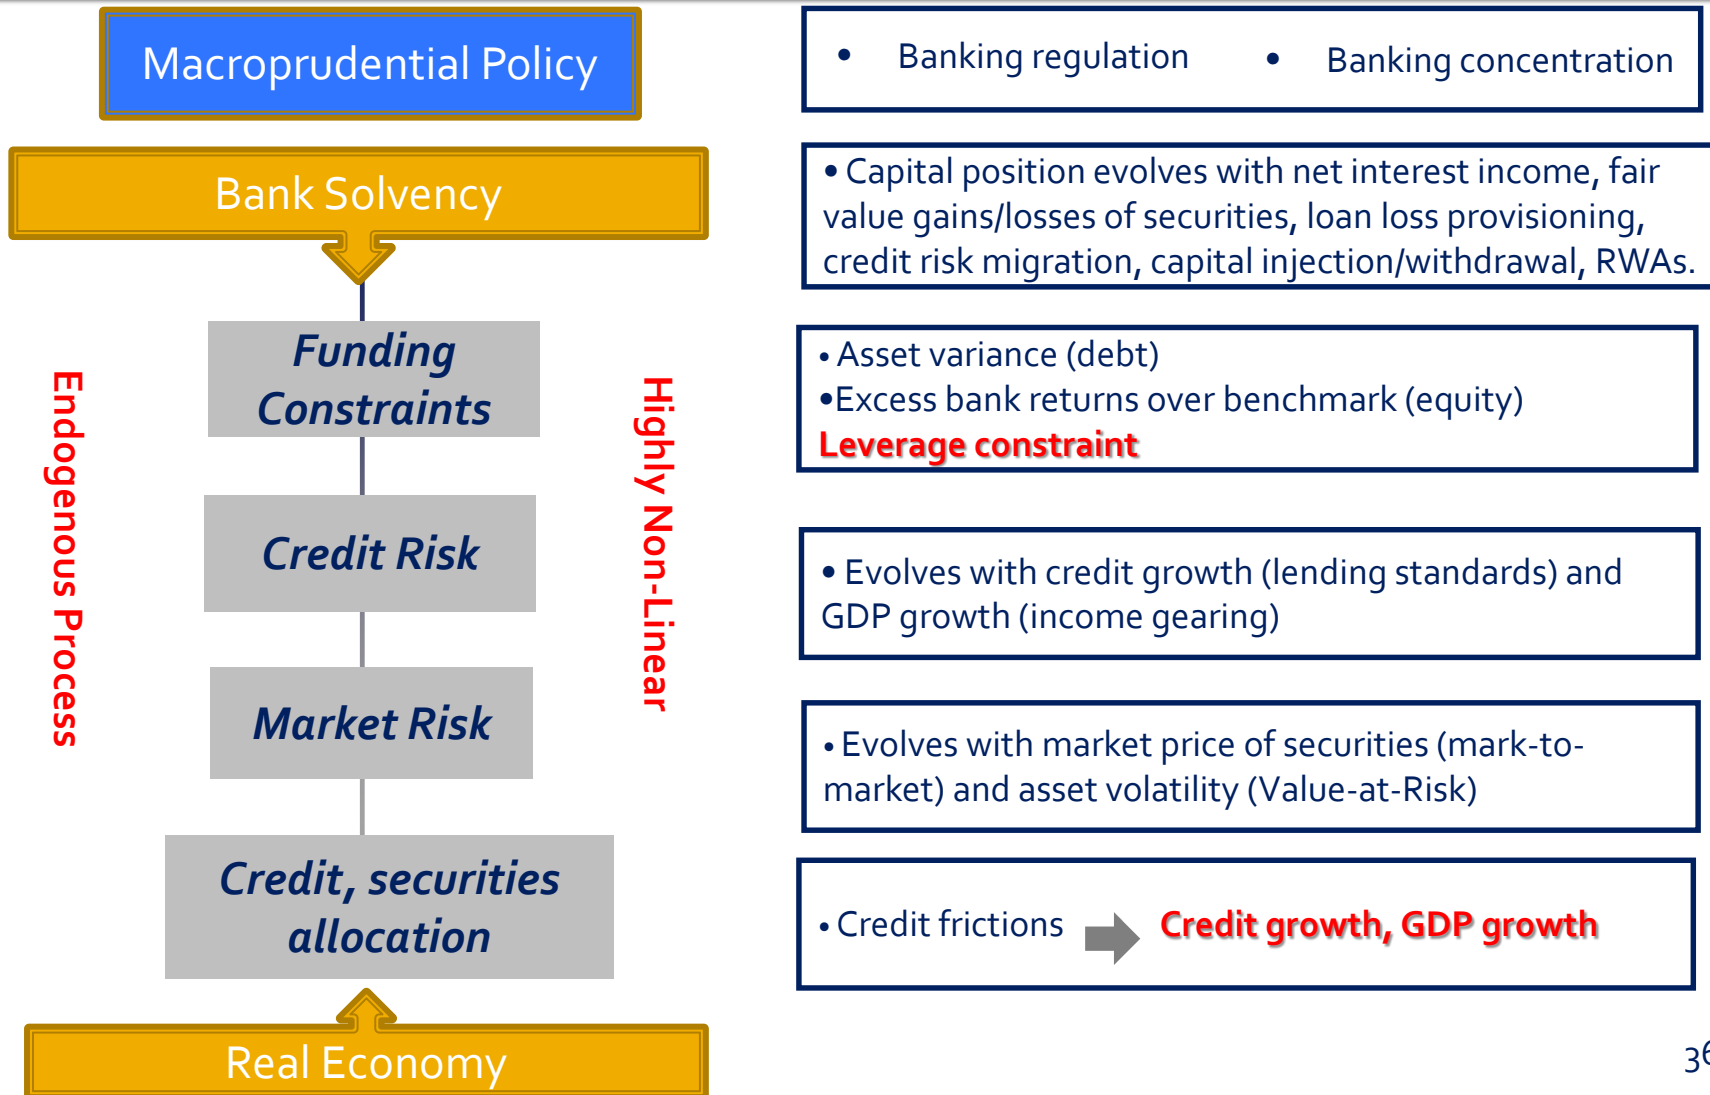 Macroprudential Policy
• Banking regulation • Banking concentration
Bank Solvency
• Capital position evolves with net interest income, fair
value gains/losses of securities, loan loss provisioning,
credit risk migration, capital injection/withdrawal, RWAs.
Endogenous Process
Highly Non-Linear
Funding
Constraints
• Asset variance (debt)
•Excess bank returns over benchmark (equity)
Leverage constraint
Credit Risk
• Evolves with credit growth (lending standards) and
GDP growth (income gearing)
Market Risk
• Evolves with market price of securities (mark-to-
market) and asset volatility (Value-at-Risk)
Credit, securities
allocation
• Credit frictions Credit growth, GDP growth
Real Economy
36